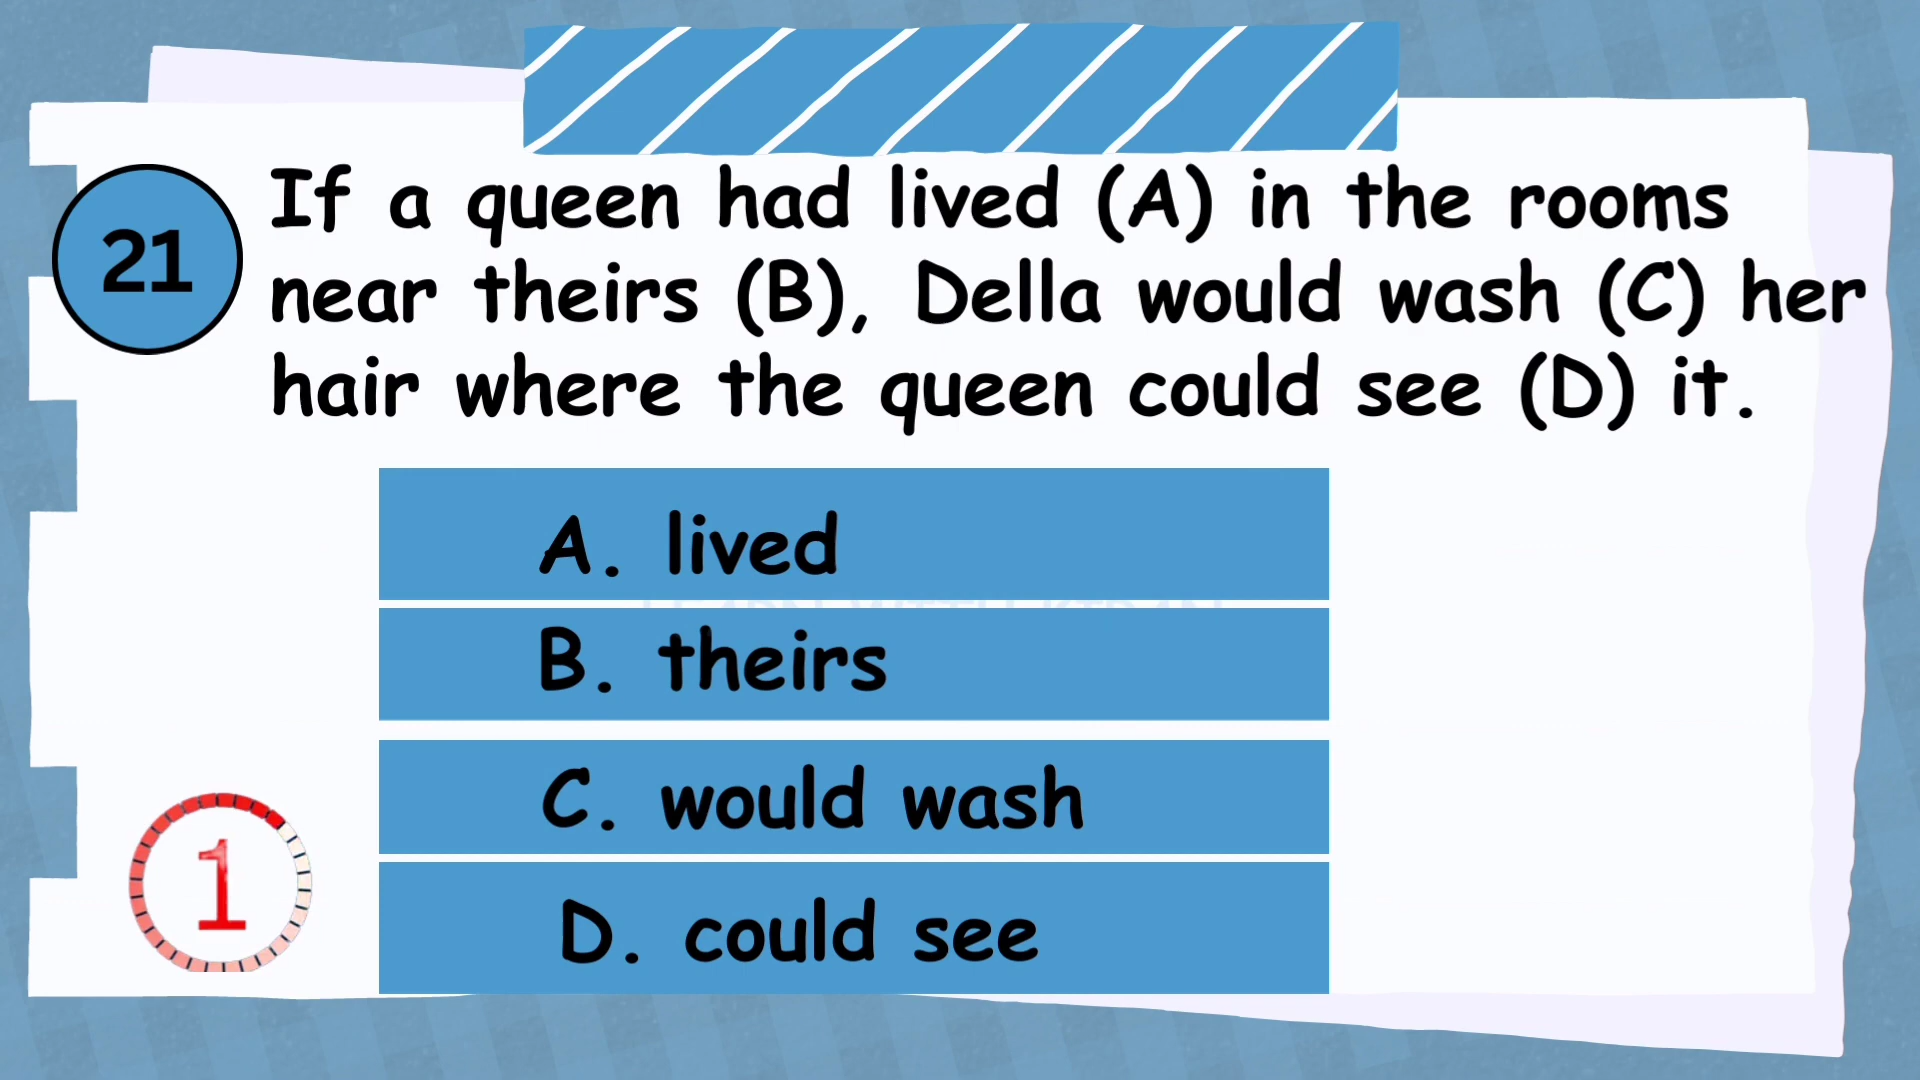 21
If a queen had lived (A) in the rooms
near theirs (B), Della would wash (C) her
hair where the queen could see (D) it.
A. lived
B. theirs
C. would wash
D. could see
1